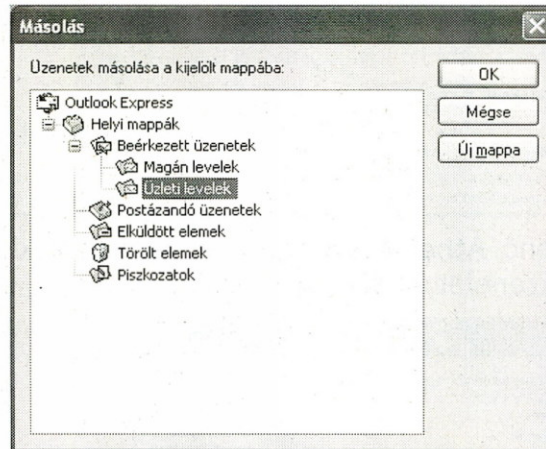 Másolás
Üzenetek másolása a kijelölt mappába:
OK
Mégse
Új mappa
Outlook Express
Helyi mappák
Beérkezett üzenetek
Magán levelek
Üzleti levelek
Postázandó üzenetek
Elküldött elemek
Törölt elemek
Piszkozatok